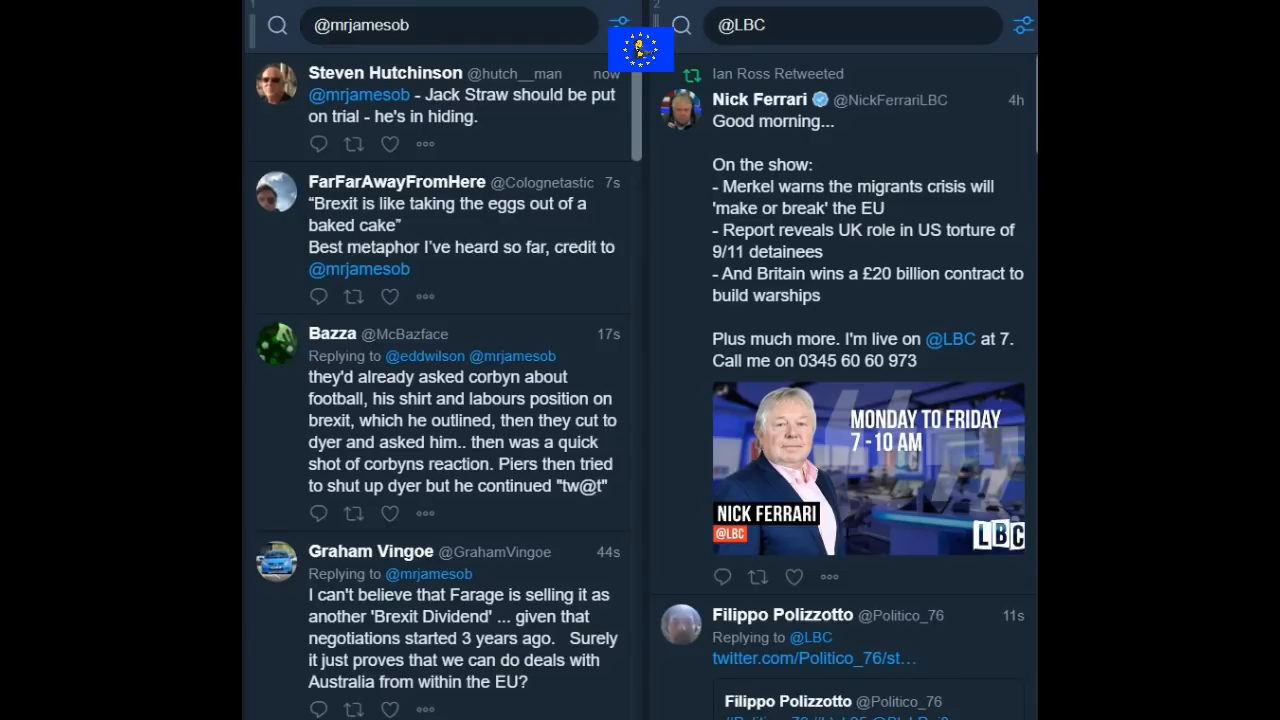 1
@mrjamesob
Steven Hutchinson @hutch__man now
@mrjamesob - Jack Straw should be put
on trial - he's in hiding.
FarFarAwayFromHere @Colognetastic 7s
“Brexit is like taking the eggs out of a
baked cake”
Best metaphor I’ve heard so far, credit to
@mrjamesob
Bazza @McBazface 17s
Replying to @eddwilson @mrjamesob
they'd already asked corbyn about
football, his shirt and labours position on
brexit, which he outlined, then they cut to
dyer and asked him.. then was a quick
shot of corbyns reaction. Piers then tried
to shut up dyer but he continued "tw@t"
Graham Vingoe @GrahamVingoe 44s
Replying to @mrjamesob
I can't believe that Farage is selling it as
another 'Brexit Dividend' ... given that
negotiations started 3 years ago. Surely
it just proves that we can do deals with
Australia from within the EU?
2
@LBC
Ian Ross Retweeted
Nick Ferrari @NickFerrariLBC 4h
Good morning...
On the show:
- Merkel warns the migrants crisis will
'make or break' the EU
- Report reveals UK role in US torture of
9/11 detainees
- And Britain wins a £20 billion contract to
build warships
Plus much more. I'm live on @LBC at 7.
Call me on 0345 60 60 973
MONDAY TO FRIDAY
7 - 10 AM
NICK FERRARI
@LBC
LBC
Filippo Polizzotto @Politico_76 11s
Replying to @LBC
twitter.com/Politico_76/st…
Filippo Polizzotto @Politico_76